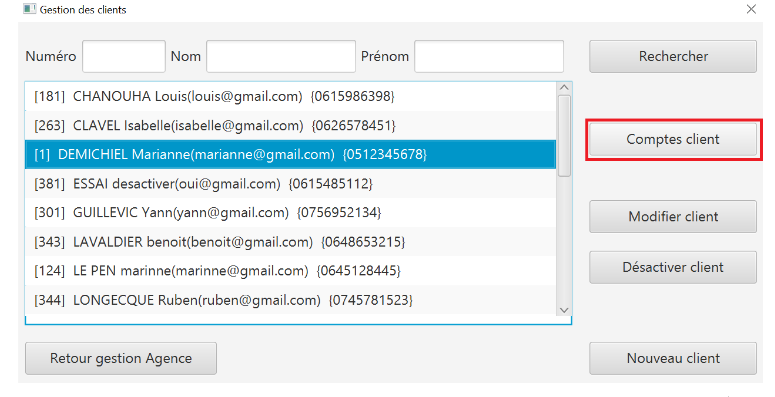 Gestion des clients
Numéro Nom Prénom Rechercher
[181] CHANOUHA Louis(louis@gmail.com) {0615986398}
[263] CLAVEL Isabelle(isabelle@gmail.com) {0626578451}
Comptes client
[1] DEMICHIEL Marianne(marianne@gmail.com) {0512345678}
[381] ESSAI desactiver(oui@gmail.com) {0615485112}
[301] GUILLEVIC Yann(yann@gmail.com) {0756952134}
Modifier client
[343] LAVALDIER benoit(benoit@gmail.com) {0648653215}
[124] LE PEN marinne(marinne@gmail.com) {0645128445}
Désactiver client
[344] LONGECQUE Ruben(ruben@gmail.com) {0745781523}
Retour gestion Agence Nouveau client